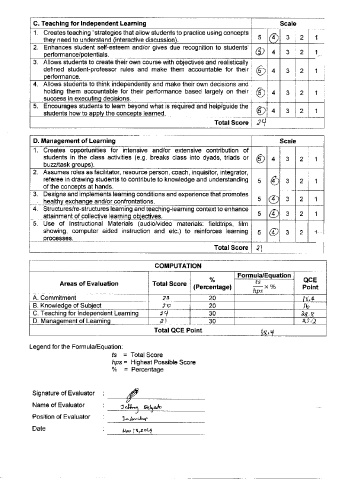 C. Teaching for Independent Learning Scale
1. Creates teaching strategies that allow students to practice using concepts they need to understand (interactive discussion). 5 4 3 2 1
2. Enhances student self-esteem and/or gives due recognition to students' performance/potentials. 5 4 3 2 1
3. Allows students to create their own course with objectives and realistically defined student-professor rules and make them accountable for their performance. 5 4 3 2 1
4. Allows students to think independently and make their own decisions and holding them accountable for their performance based largely on their success in executing decisions. 5 4 3 2 1
5. Encourages students to learn beyond what is required and help/guide the students how to apply the concepts learned. 5 4 3 2 1
Total Score 24
D. Management of Learning Scale
1. Creates opportunities for intensive and/or extensive contribution of students in the class activities (e.g. breaks class into dyads, triads or buzz/task groups). 5 4 3 2 1
2. Assumes roles as facilitator, resource person, coach, inquisitor, integrator, referee in drawing students to contribute to knowledge and understanding of the concepts at hands. 5 4 3 2 1
3. Designs and implements learning conditions and experience that promotes healthy exchange and/or confrontations. 5 4 3 2 1
4. Structures/re-structures learning and teaching-learning context to enhance attainment of collective learning objectives. 5 4 3 2 1
5. Use of Instructional Materials (audio/video materials: fieldtrips, film showing, computer aided instruction and etc.) to reinforces learning processes. 5 4 3 2 1
Total Score 21
COMPUTATION
Areas of Evaluation Total Score % (Percentage) Formula/Equation ts/hps x % QCE Point
A. Commitment 20
B. Knowledge of Subject 20 16
C. Teaching for Independent Learning 24 30 28.8
D. Management of Learning 21 30
Total QCE Point
Legend for the Formula/Equation:
ts = Total Score
hps = Highest Possible Score
% = Percentage
Signature of Evaluator :
Name of Evaluator : Jeffrey
Position of Evaluator : Instructor
Date :